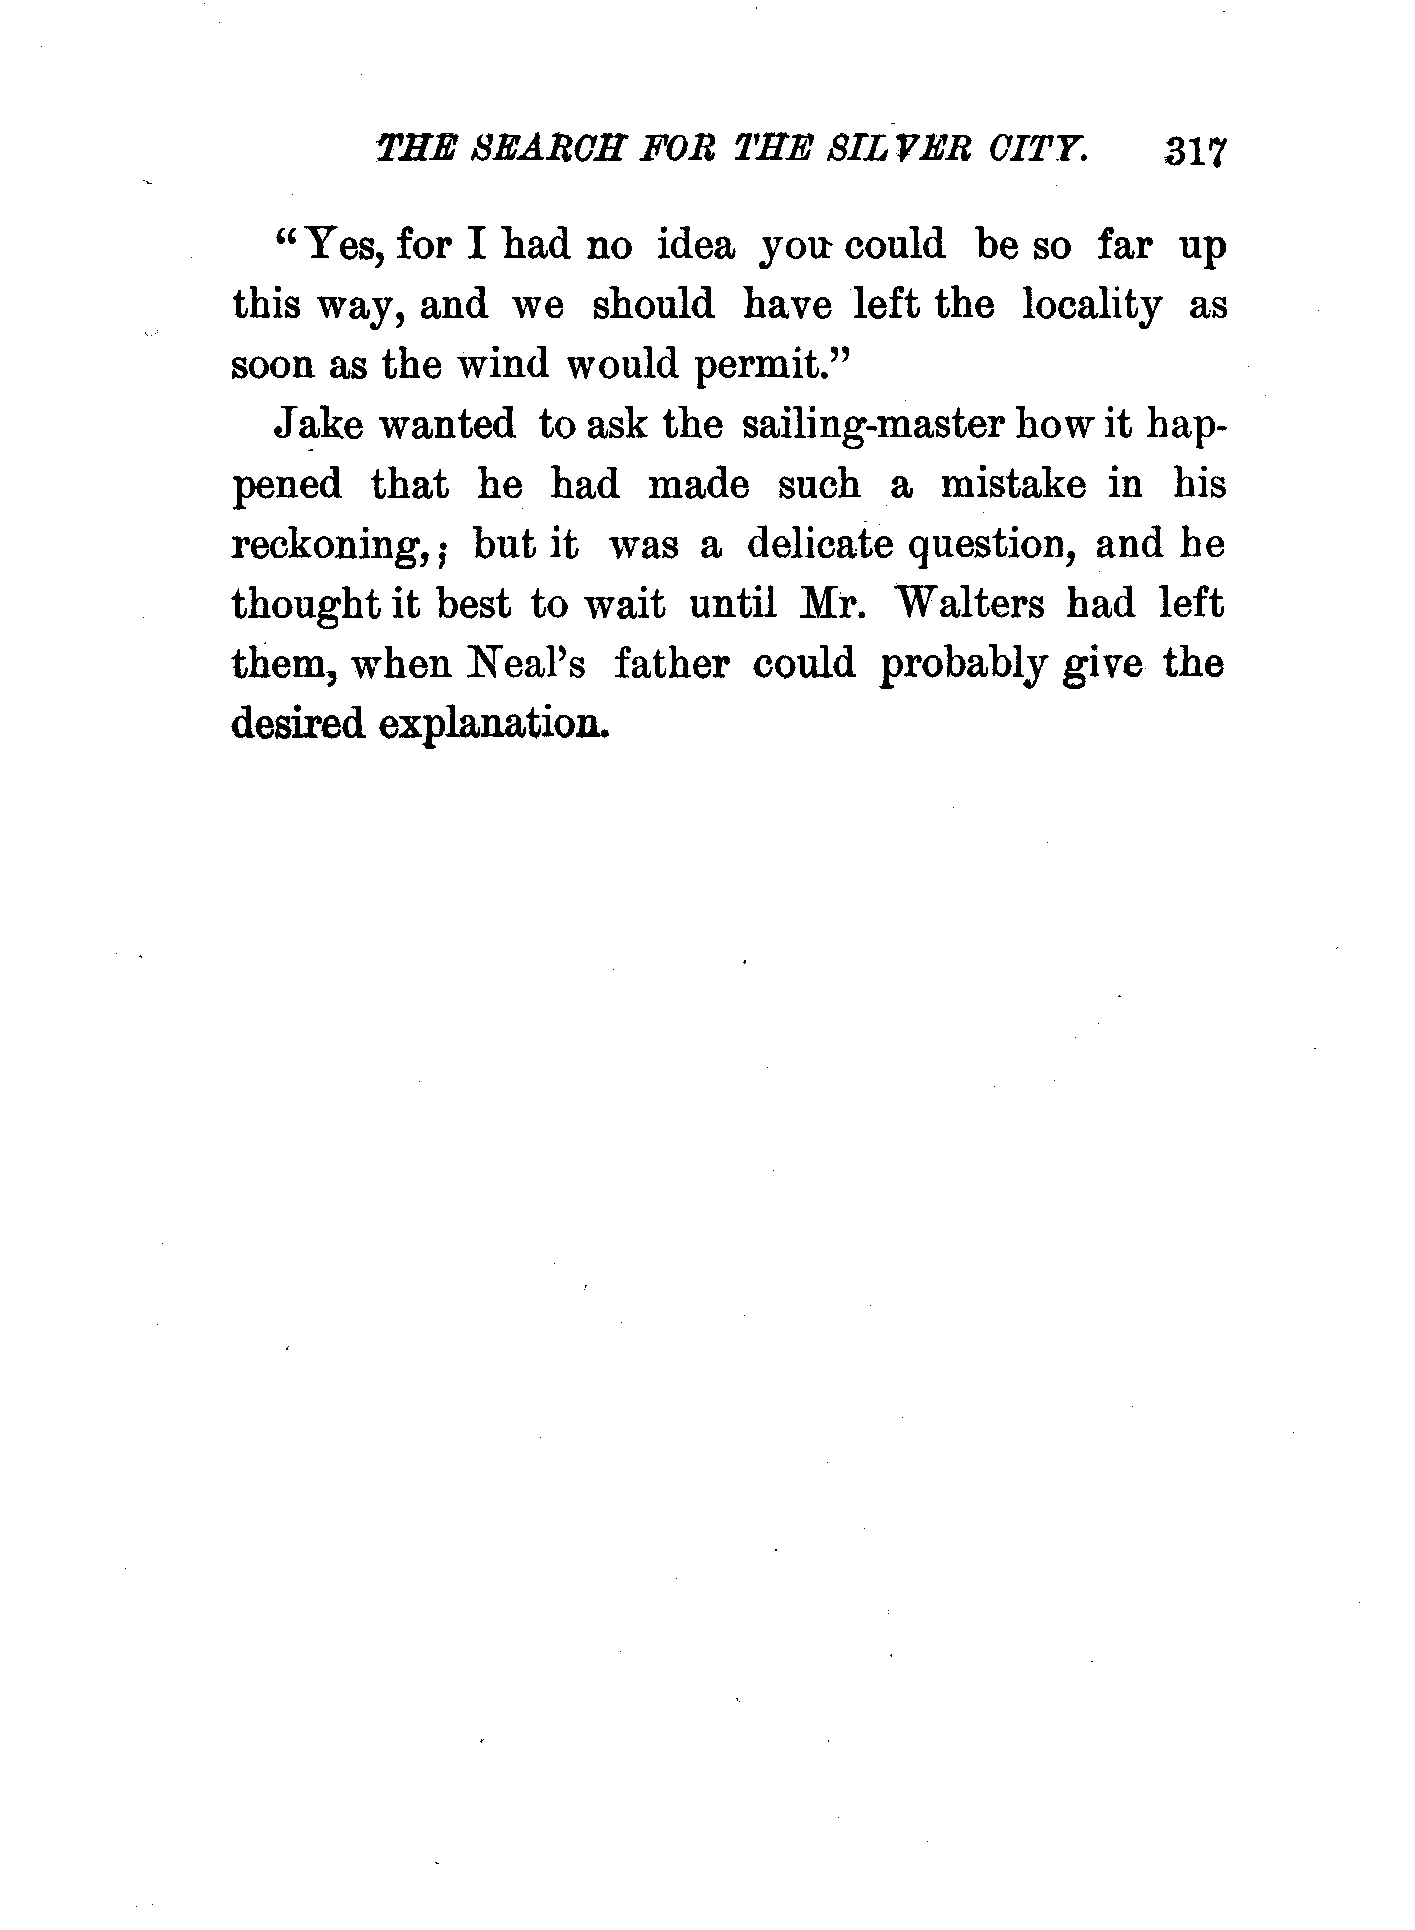 THE SEARCH FOR THE SILVER CITY. 317
“Yes, for I had no idea you could be so far up
this way, and we should have left the locality as
soon as the wind would permit.”
Jake wanted to ask the sailing-master how it hap-
pened that he had made such a mistake in his
reckoning,; but it was a delicate question, and he
thought it best to wait until Mr. Walters had left
them, when Neal’s father could probably give the
desired explanation.